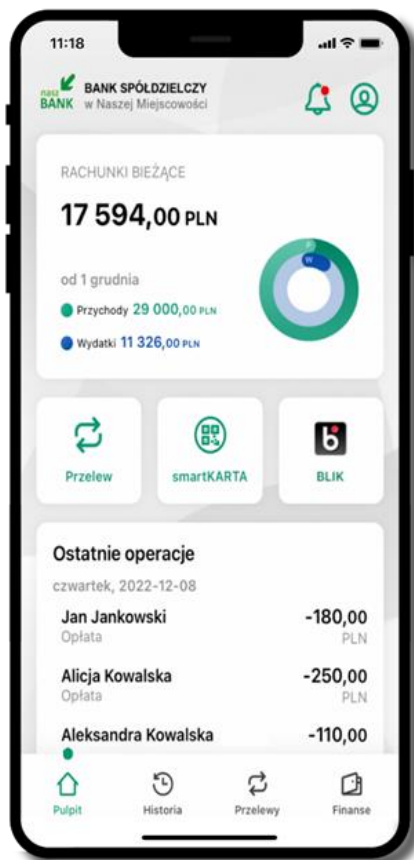 11:18
nasz BANK
BANK SPÓŁDZIELCZY
w Naszej Miejscowości
RACHUNKI BIEŻĄCE
17 594,00 PLN
od 1 grudnia
Przychody 29 000,00 PLN
Wydatki 11 326,00 PLN
P
W
Przelew
smartKARTA
BLIK
Ostatnie operacje
czwartek, 2022-12-08
Jan Jankowski -180,00
Opłata PLN
Alicja Kowalska -250,00
Opłata PLN
Aleksandra Kowalska -110,00
Pulpit Historia Przelewy Finanse